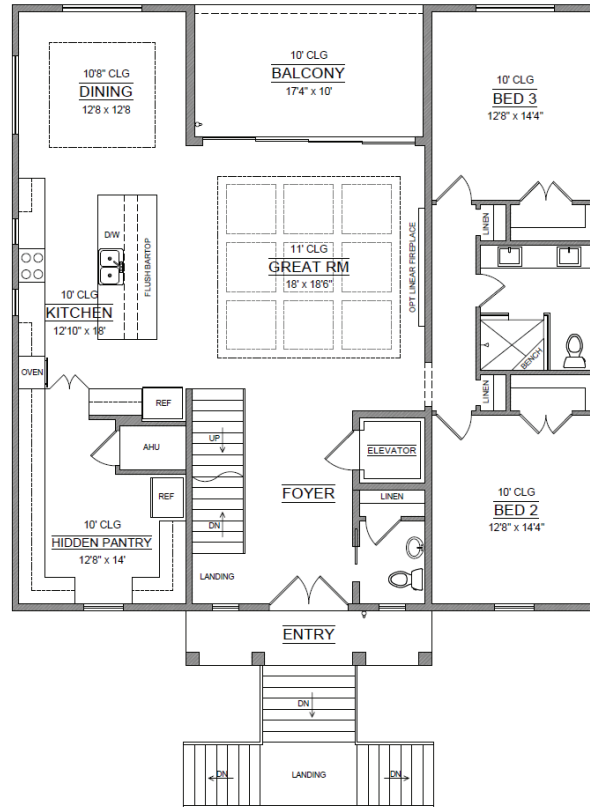 10'8" CLG
DINING
12'8 x 12'8
10' CLG
BALCONY
17'4" x 10'
10' CLG
BED 3
12'8" x 14'4"
LINEN
D/W
FLUSH BARTOP
11' CLG
GREAT RM
18' x 18'6"
OPT LINEAR FIREPLACE
10' CLG
KITCHEN
12'10" x 18'
BENCH
OVEN
REF
LINEN
UP
AHU
ELEVATOR
REF
FOYER
LINEN
10' CLG
BED 2
12'8" x 14'4"
10' CLG
HIDDEN PANTRY
12'8" x 14'
DN
LANDING
ENTRY
DN
DN
LANDING
DN